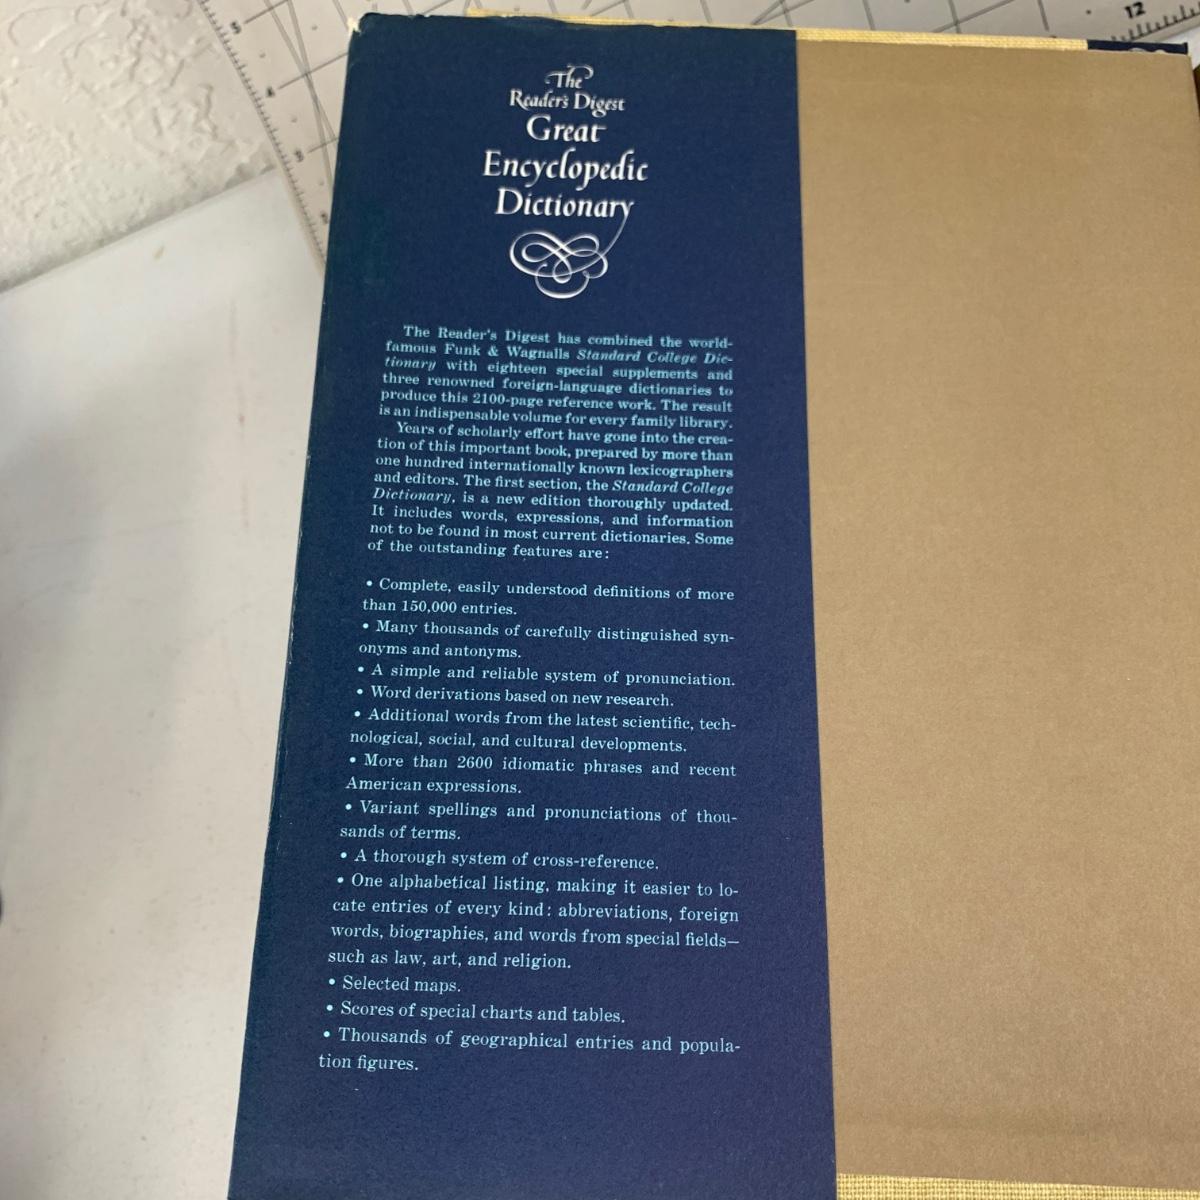 The
Reader's Digest
Great
Encyclopedic
Dictionary
The Reader's Digest has combined the world-
famous Funk & Wagnalls Standard College Dic-
tionary with eighteen special supplements and
three renowned foreign-language dictionaries to
produce this 2100-page reference work. The result
is an indispensable volume for every family library.
Years of scholarly effort have gone into the crea-
tion of this important book, prepared by more than
one hundred internationally known lexicographers
and editors. The first section, the Standard College
Dictionary, is a new edition thoroughly updated.
It includes words, expressions, and information
not to be found in most current dictionaries. Some
of the outstanding features are:
• Complete, easily understood definitions of more
than 150,000 entries.
• Many thousands of carefully distinguished syn-
onyms and antonyms.
• A simple and reliable system of pronunciation.
• Word derivations based on new research.
• Additional words from the latest scientific, tech-
nological, social, and cultural developments.
• More than 2600 idiomatic phrases and recent
American expressions.
• Variant spellings and pronunciations of thou-
sands of terms.
• A thorough system of cross-reference.
• One alphabetical listing, making it easier to lo-
cate entries of every kind: abbreviations, foreign
words, biographies, and words from special fields—
such as law, art, and religion.
• Selected maps.
• Scores of special charts and tables.
• Thousands of geographical entries and popula-
tion figures.
12